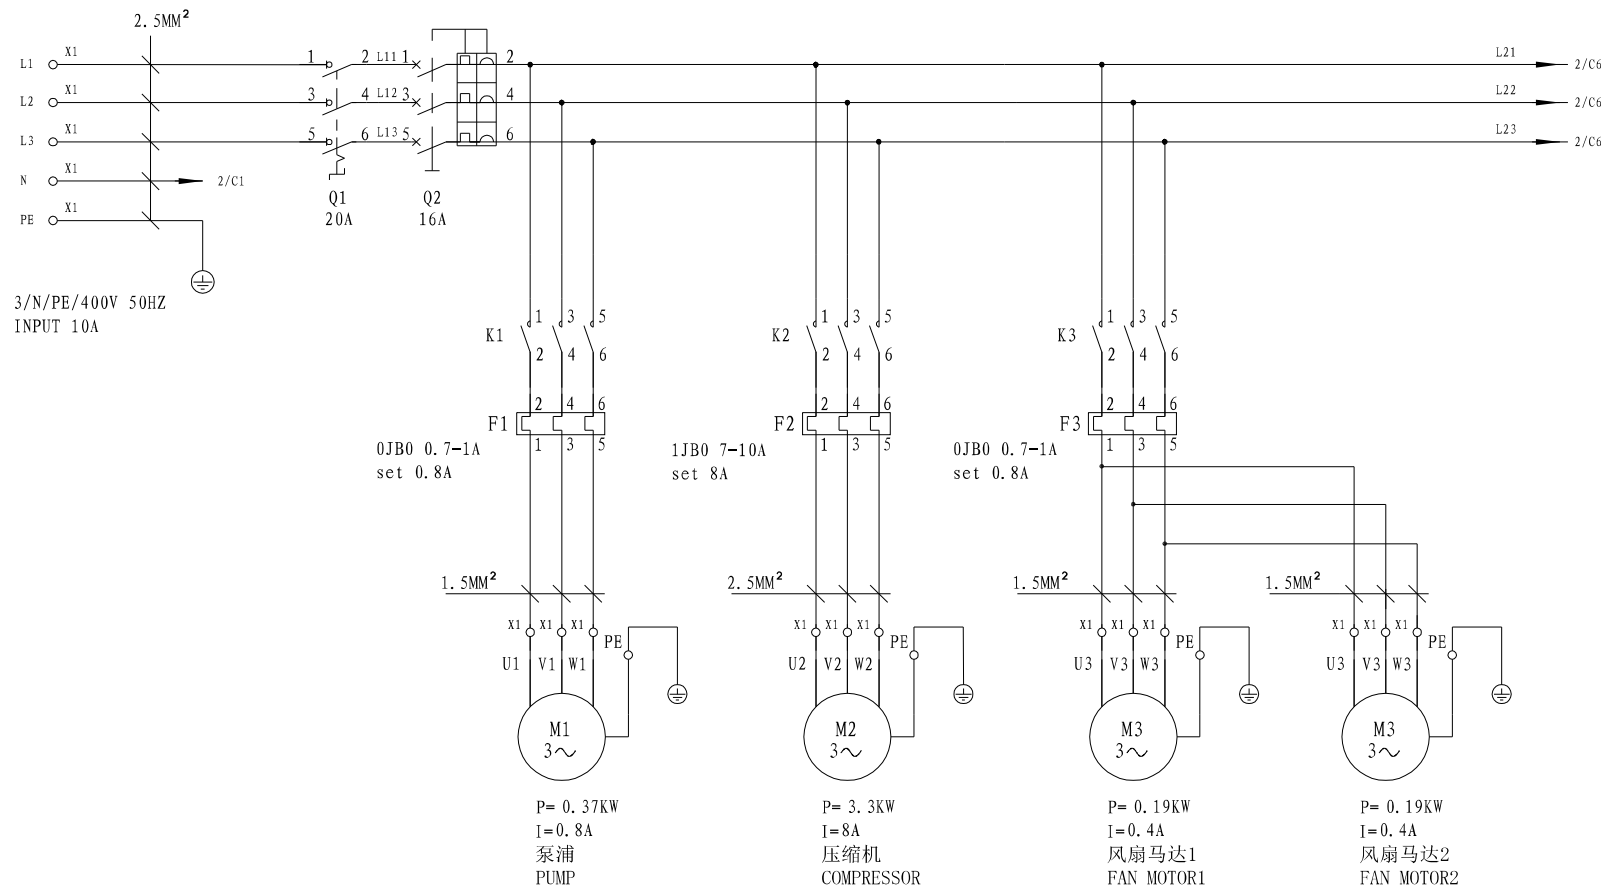 2.5MM²
L1 X1 1 2 L11 1 2 L21 2/C6
L2 X1 3 4 L12 3 4 L22 2/C6
L3 X1 5 6 L13 5 6 L23 2/C6
N X1 2/C1
PE X1
Q1 Q2
20A 16A
3/N/PE/400V 50HZ
INPUT 10A
1 3 5 1 3 5 1 3 5
K1 K2 K3
2 4 6 2 4 6 2 4 6
2 4 6 2 4 6 2 4 6
F1 F2 F3
1 3 5 1 3 5 1 3 5
0JB0 0.7-1A 1JB0 7-10A 0JB0 0.7-1A
set 0.8A set 8A set 0.8A
1.5MM² 2.5MM² 1.5MM² 1.5MM²
X1 X1 X1 X1 X1 X1 X1 X1 X1 X1 X1 X1
PE PE PE PE
U1 V1 W1 U2 V2 W2 U3 V3 W3 U3 V3 W3
M1 M2 M3 M3
3~ 3~ 3~ 3~
P= 0.37KW P= 3.3KW P= 0.19KW P= 0.19KW
I=0.8A I=8A I=0.4A I=0.4A
泵浦 压缩机 风扇马达1 风扇马达2
PUMP COMPRESSOR FAN MOTOR1 FAN MOTOR2